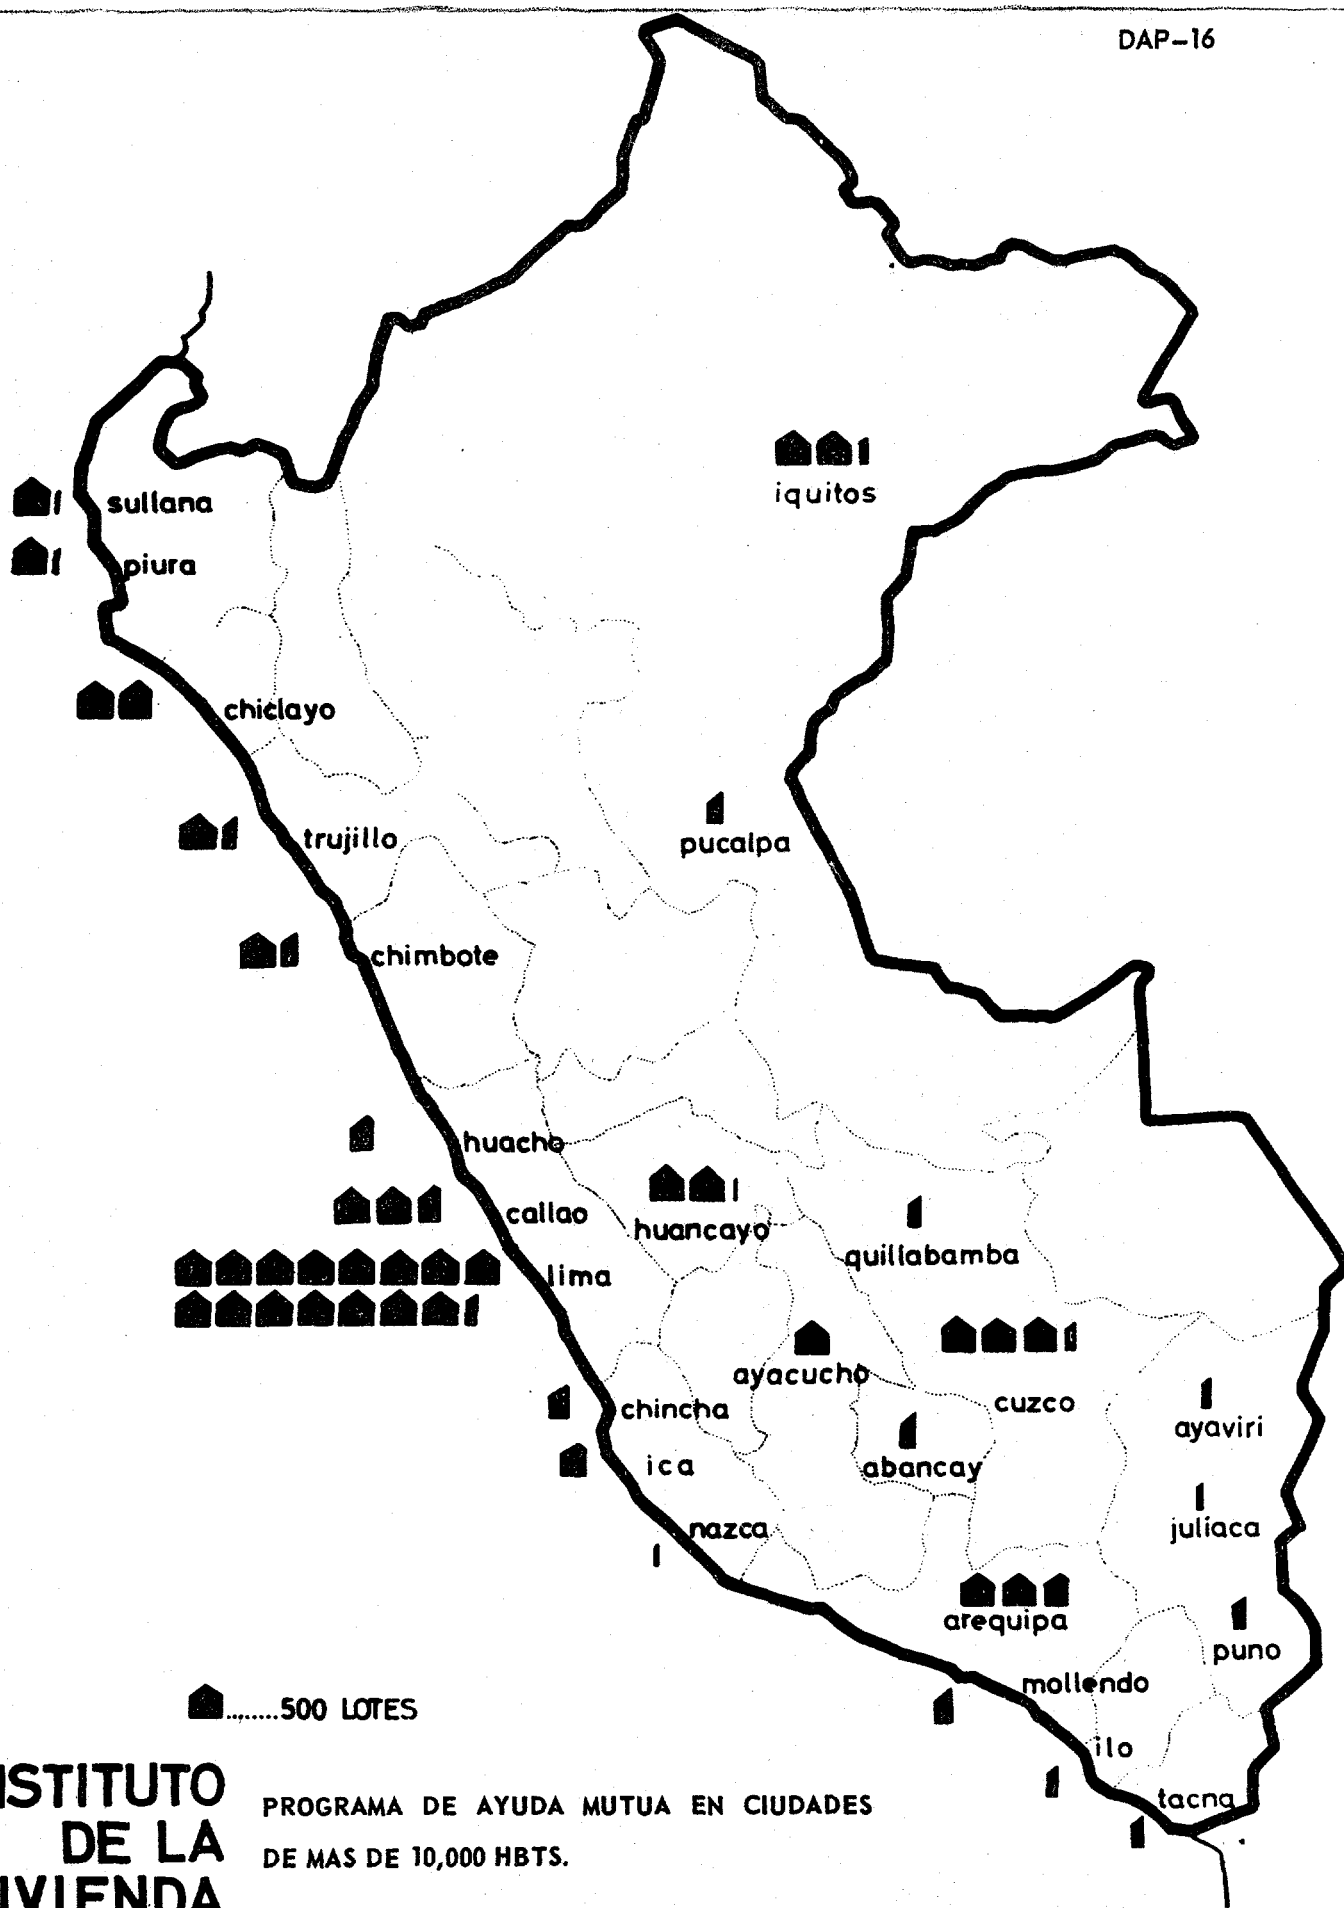 DAP-16
iquitos
sullana
piura
chiclayo
trujillo
pucalpa
chimbote
huacho
callao
huancayo
quillabamba
lima
ayacucho
cuzco
chincha
ayaviri
ica
abancay
nazca
juliaca
arequipa
puno
mollendo
ilo
tacna
........500 LOTES
STITUTO
DE LA
IVIENDA
PROGRAMA DE AYUDA MUTUA EN CIUDADES
DE MAS DE 10,000 HBTS.